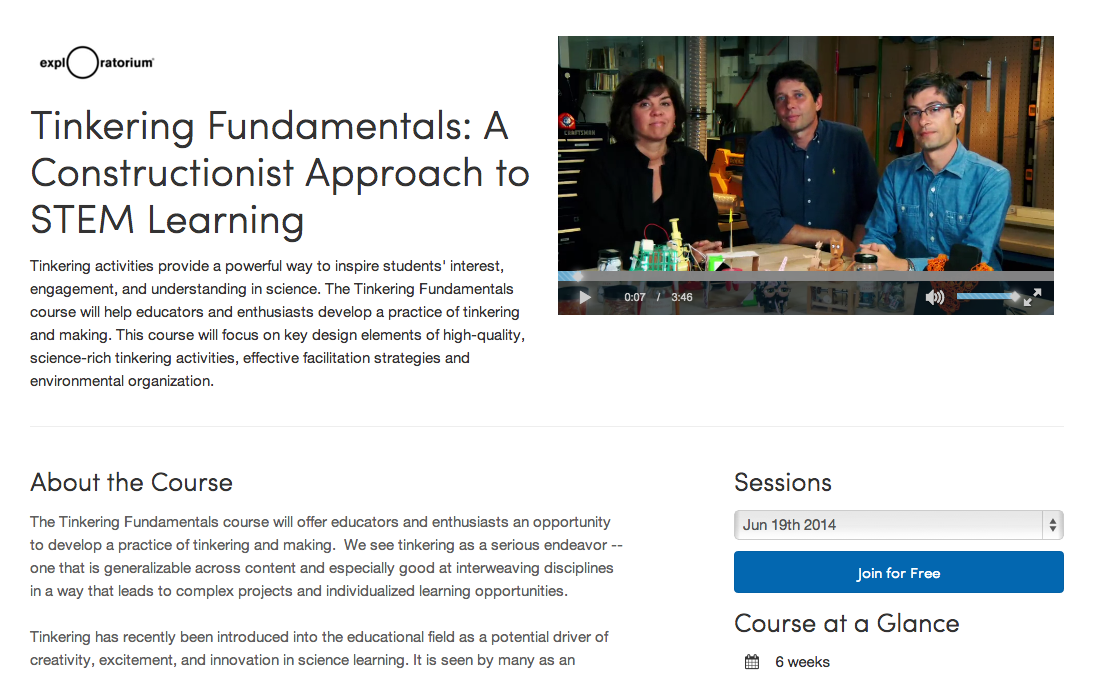 explOratorium
Tinkering Fundamentals: A
Constructionist Approach to
STEM Learning
Tinkering activities provide a powerful way to inspire students' interest,
engagement, and understanding in science. The Tinkering Fundamentals
course will help educators and enthusiasts develop a practice of tinkering
and making. This course will focus on key design elements of high-quality,
science-rich tinkering activities, effective facilitation strategies and
environmental organization.
CRAFTSMAN
0:07 / 3:46
About the Course
The Tinkering Fundamentals course will offer educators and enthusiasts an opportunity
to develop a practice of tinkering and making.  We see tinkering as a serious endeavor --
one that is generalizable across content and especially good at interweaving disciplines
in a way that leads to complex projects and individualized learning opportunities.
Tinkering has recently been introduced into the educational field as a potential driver of
creativity, excitement, and innovation in science learning. It is seen by many as an
Sessions
Jun 19th 2014
Join for Free
Course at a Glance
6 weeks